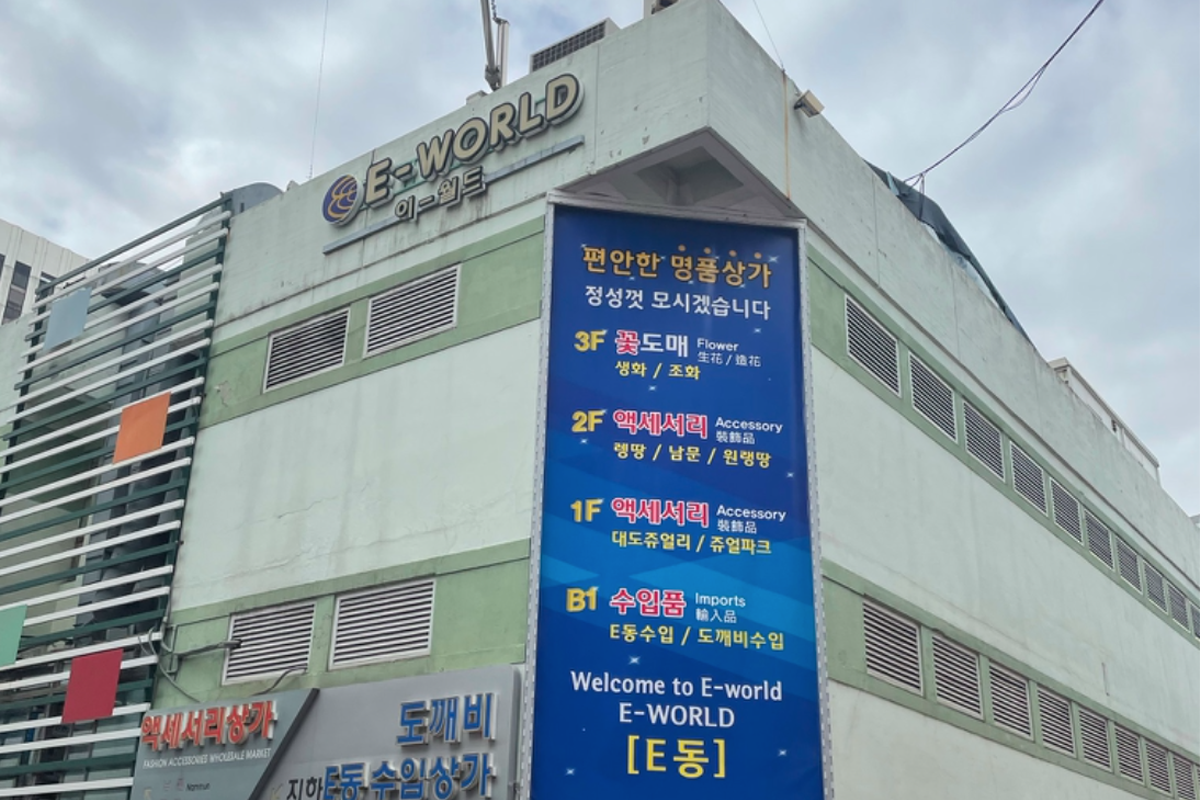 E-WORLD
이-월드
편안한 명품상가
정성껏 모시겠습니다
3F 꽃도매 Flower
生花 / 造花
생화 / 조화
2F 액세서리 Accessory
裝飾品
렝땅 / 남문 / 원랭땅
1F 액세서리 Accessory
裝飾品
대도쥬얼리 / 쥬얼파크
B1 수입품 Imports
輸入品
E동수입 / 도깨비수입
Welcome to E-world
E-WORLD
[E동]
액세서리상가
FASHION ACCESSORIES WHOLESALE MARKET
Nammun
도깨비
지하E동 수입상가